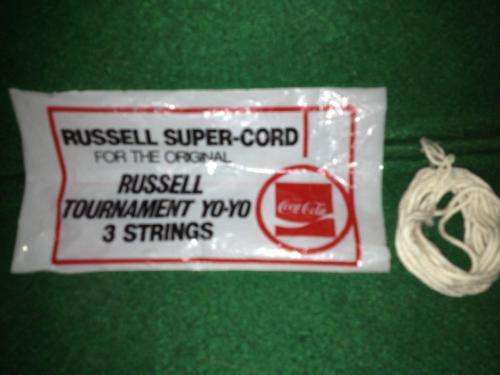 RUSSELL SUPER-CORD
FOR THE ORIGINAL
RUSSELL
TOURNAMENT YO-YO
3 STRINGS
Coca-Cola